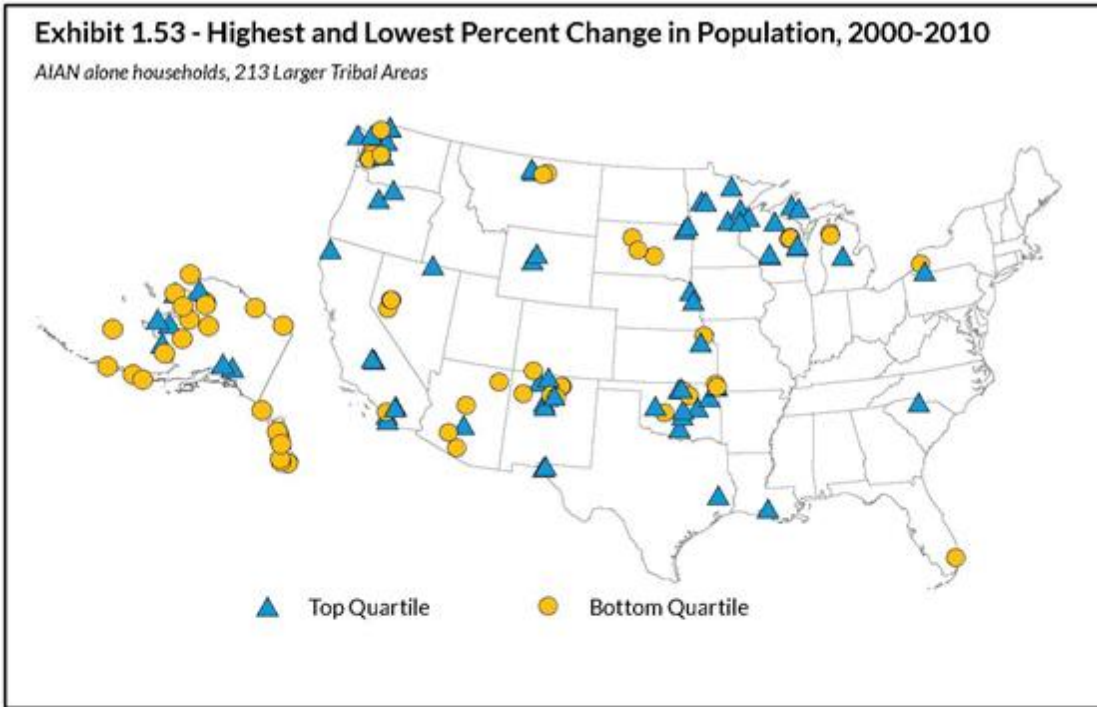 Exhibit 1.53 - Highest and Lowest Percent Change in Population, 2000-2010
AIAN alone households, 213 Larger Tribal Areas
Top Quartile
Bottom Quartile